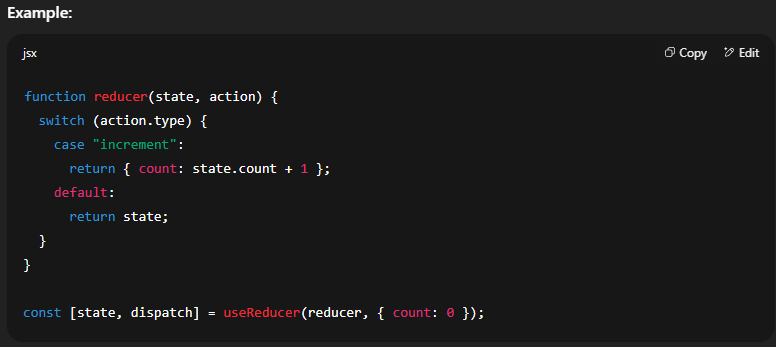 Example:
jsx
Copy Edit
function reducer(state, action) {
  switch (action.type) {
    case "increment":
      return { count: state.count + 1 };
    default:
      return state;
  }
}

const [state, dispatch] = useReducer(reducer, { count: 0 });